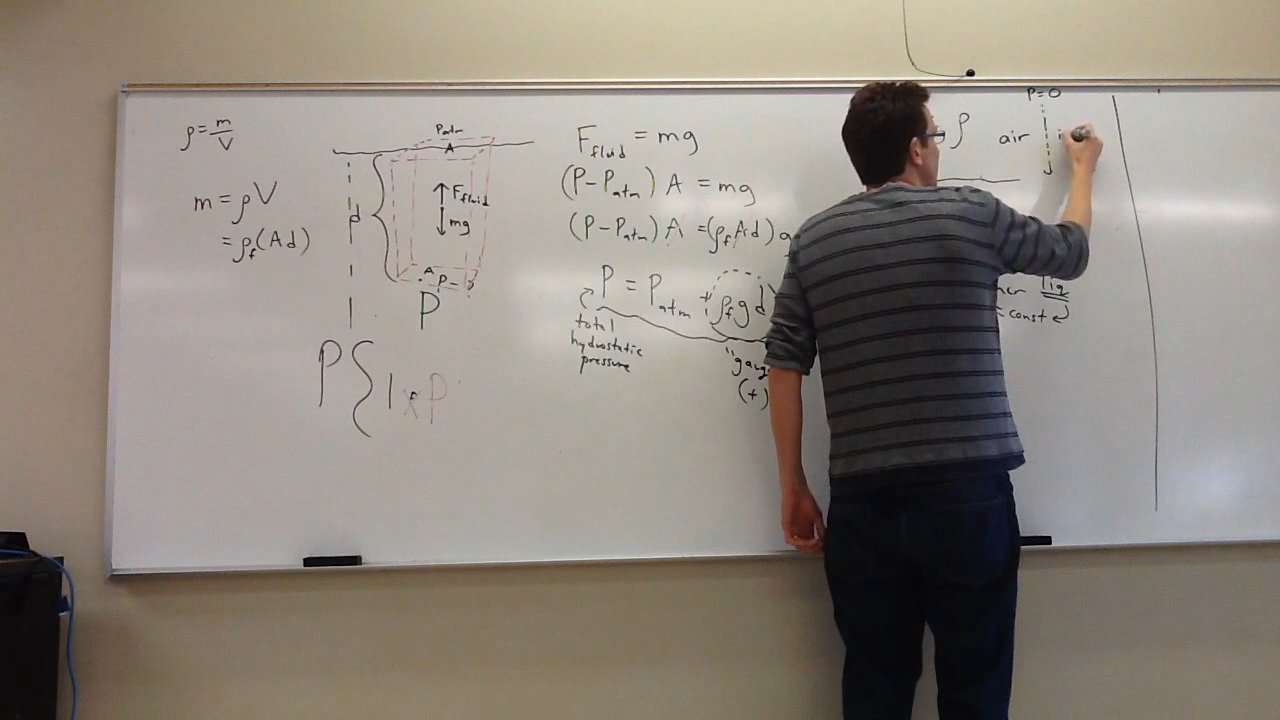 ρ = m/V
m = ρV
= ρf(Ad)
Patm
A
d
↑ Ffluid
↓ mg
A
P
P
P { 1
P
Ffluid = mg
(P - Patm) A = mg
(P - Patm) A = (ρf A d)
P = Patm + ρf g d
total
hydrostatic
pressure
(+)
P=0
ρ air
liq
const